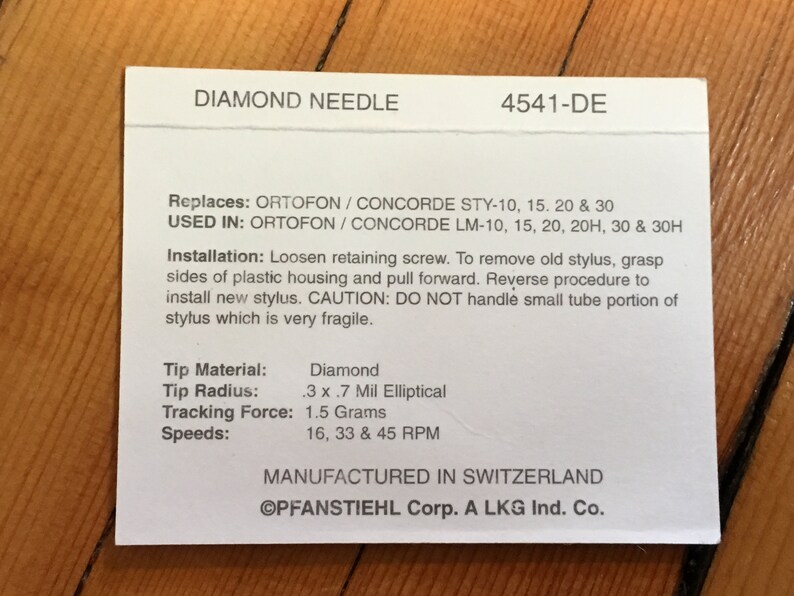 DIAMOND NEEDLE 4541-DE
Replaces: ORTOFON / CONCORDE STY-10, 15. 20 & 30
USED IN: ORTOFON / CONCORDE LM-10, 15, 20, 20H, 30 & 30H
Installation: Loosen retaining screw. To remove old stylus, grasp
sides of plastic housing and pull forward. Reverse procedure to
install new stylus. CAUTION: DO NOT handle small tube portion of
stylus which is very fragile.
Tip Material: Diamond
Tip Radius: .3 x .7 Mil Elliptical
Tracking Force: 1.5 Grams
Speeds: 16, 33 & 45 RPM
MANUFACTURED IN SWITZERLAND
©PFANSTIEHL Corp. A LKG Ind. Co.